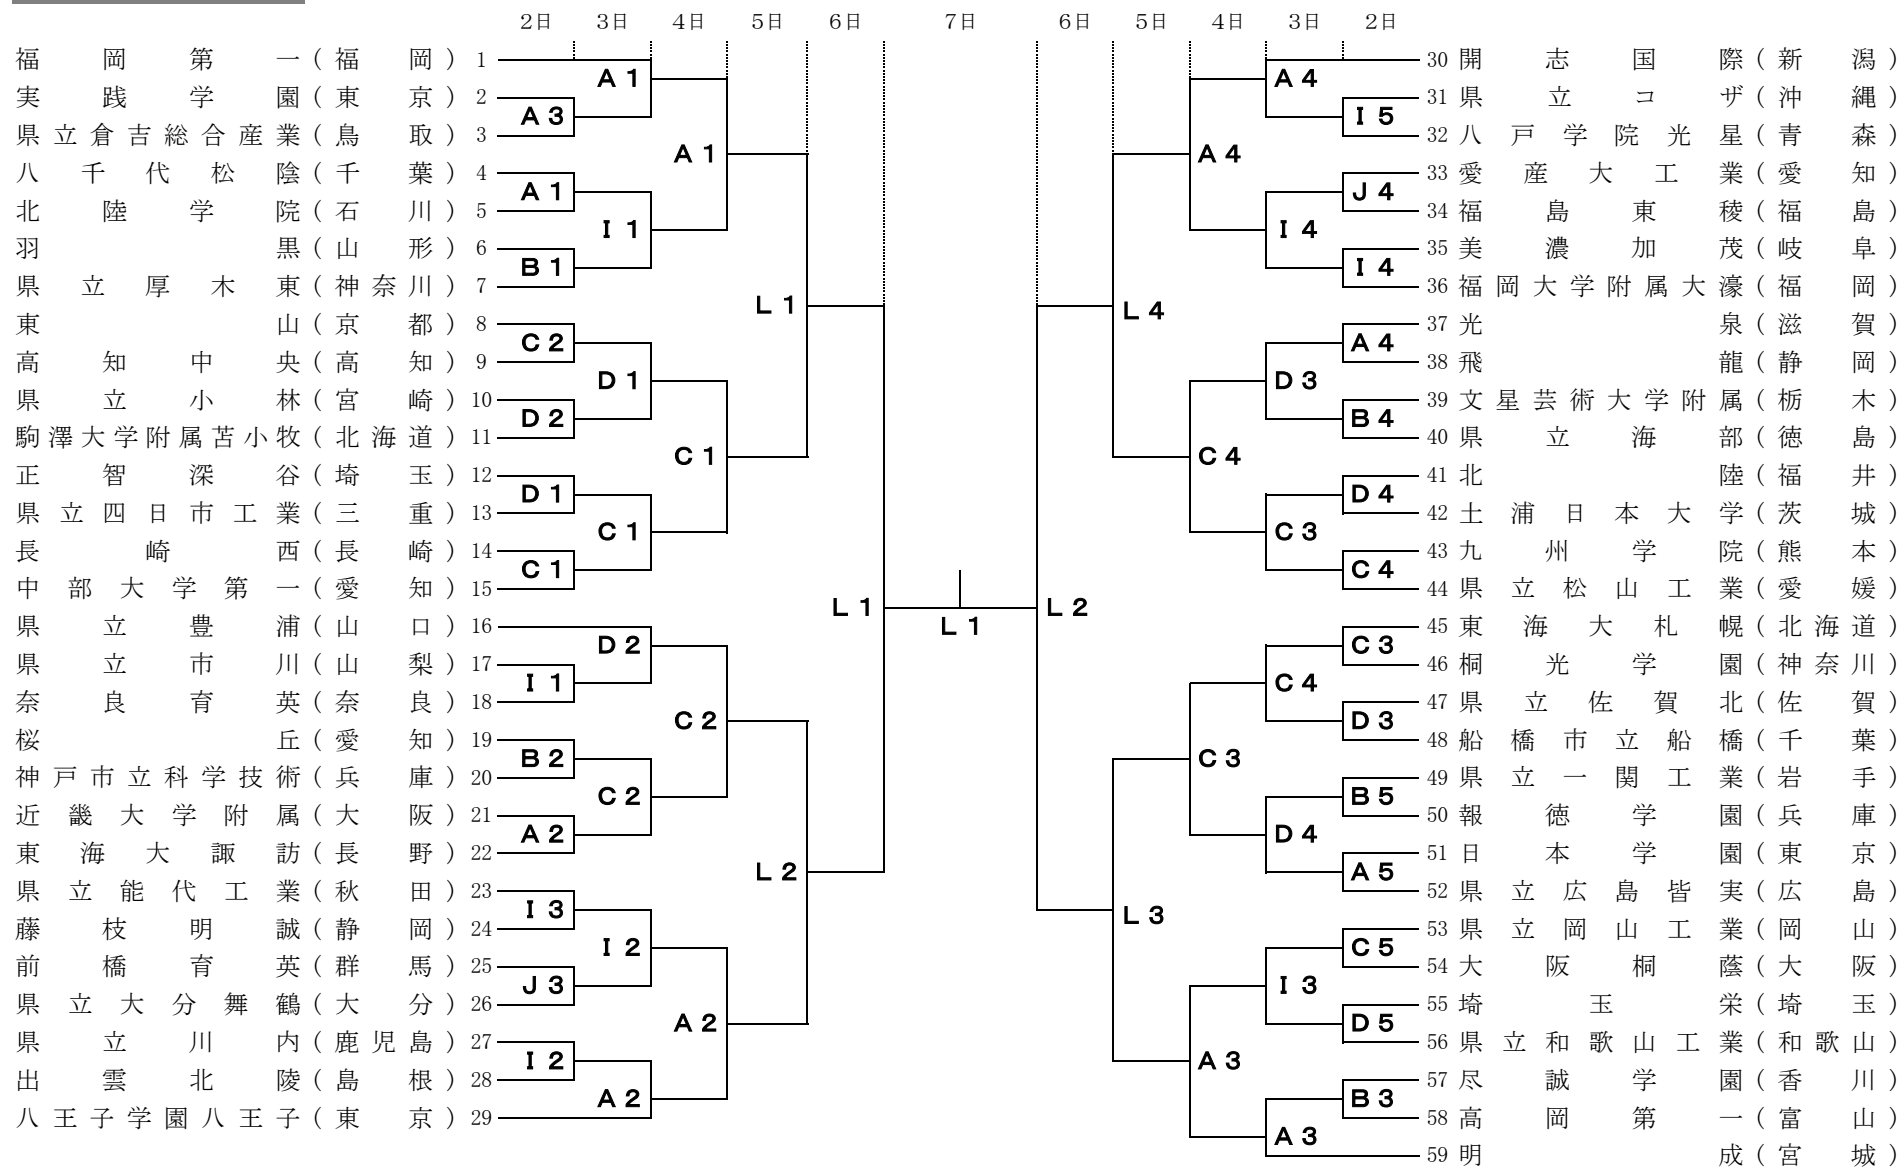 2日 3日 4日 5日 6日 7日 6日 5日 4日 3日 2日
福岡第一(福岡) 1
実践学園(東京) 2
県立倉吉総合産業(鳥取) 3
八千代松陰(千葉) 4
北陸学院(石川) 5
羽黒(山形) 6
県立厚木東(神奈川) 7
東山(京都) 8
高知中央(高知) 9
県立小林(宮崎) 10
駒澤大学附属苫小牧(北海道) 11
正智深谷(埼玉) 12
県立四日市工業(三重) 13
長崎西(長崎) 14
中部大学第一(愛知) 15
県立豊浦(山口) 16
県立市川(山梨) 17
奈良育英(奈良) 18
桜丘(愛知) 19
神戸市立科学技術(兵庫) 20
近畿大学附属(大阪) 21
東海大諏訪(長野) 22
県立能代工業(秋田) 23
藤枝明誠(静岡) 24
前橋育英(群馬) 25
県立大分舞鶴(大分) 26
県立川内(鹿児島) 27
出雲北陵(島根) 28
八王子学園八王子(東京) 29
A3
A1
B1
C2
D2
D1
C1
I1
B2
A2
I3
J3
I2
A1
I1
D1
C1
D2
C2
I2
A2
A1
C1
C2
A2
L1
L2
L1
L1
L2
L4
L3
A4
C4
C3
A3
A4
I4
D3
C3
C4
D4
I3
A3
I5
J4
I4
A4
B4
D4
C4
C3
D3
B5
A5
C5
D5
B3
30 開志国際(新潟)
31 県立コザ(沖縄)
32 八戸学院光星(青森)
33 愛産大工業(愛知)
34 福島東稜(福島)
35 美濃加茂(岐阜)
36 福岡大学附属大濠(福岡)
37 光泉(滋賀)
38 飛龍(静岡)
39 文星芸術大学附属(栃木)
40 県立海部(徳島)
41 北陸(福井)
42 土浦日本大学(茨城)
43 九州学院(熊本)
44 県立松山工業(愛媛)
45 東海大札幌(北海道)
46 桐光学園(神奈川)
47 県立佐賀北(佐賀)
48 船橋市立船橋(千葉)
49 県立一関工業(岩手)
50 報徳学園(兵庫)
51 日本学園(東京)
52 県立広島皆実(広島)
53 県立岡山工業(岡山)
54 大阪桐蔭(大阪)
55 埼玉栄(埼玉)
56 県立和歌山工業(和歌山)
57 尽誠学園(香川)
58 高岡第一(富山)
59 明成(宮城)